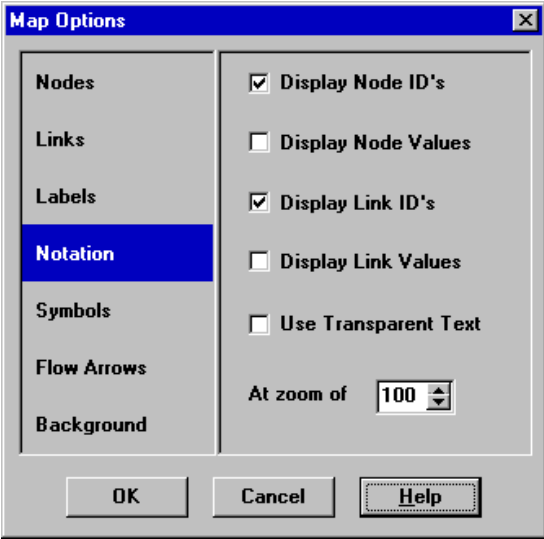 Map Options
Nodes
Links
Labels
Notation
Symbols
Flow Arrows
Background
Display Node ID's
Display Node Values
Display Link ID's
Display Link Values
Use Transparent Text
At zoom of 100
OK Cancel Help